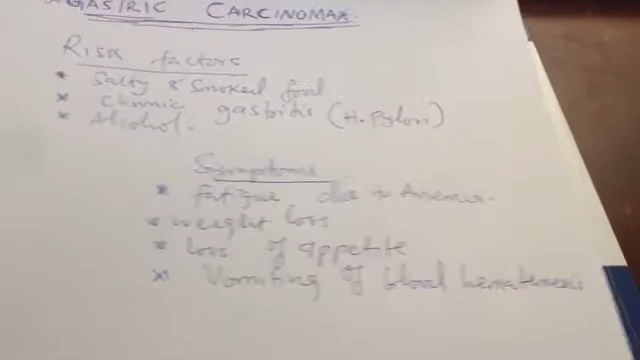 GASTRIC CARCINOMAX.
Risk factors
* Salty & Smoked food
* Chronic gastritis (H. Pylori)
* Alcohol.
Symptoms
* fatigue due to Anemia.
* weight loss
* loss of appetite
* Vomiting of blood hematemesis